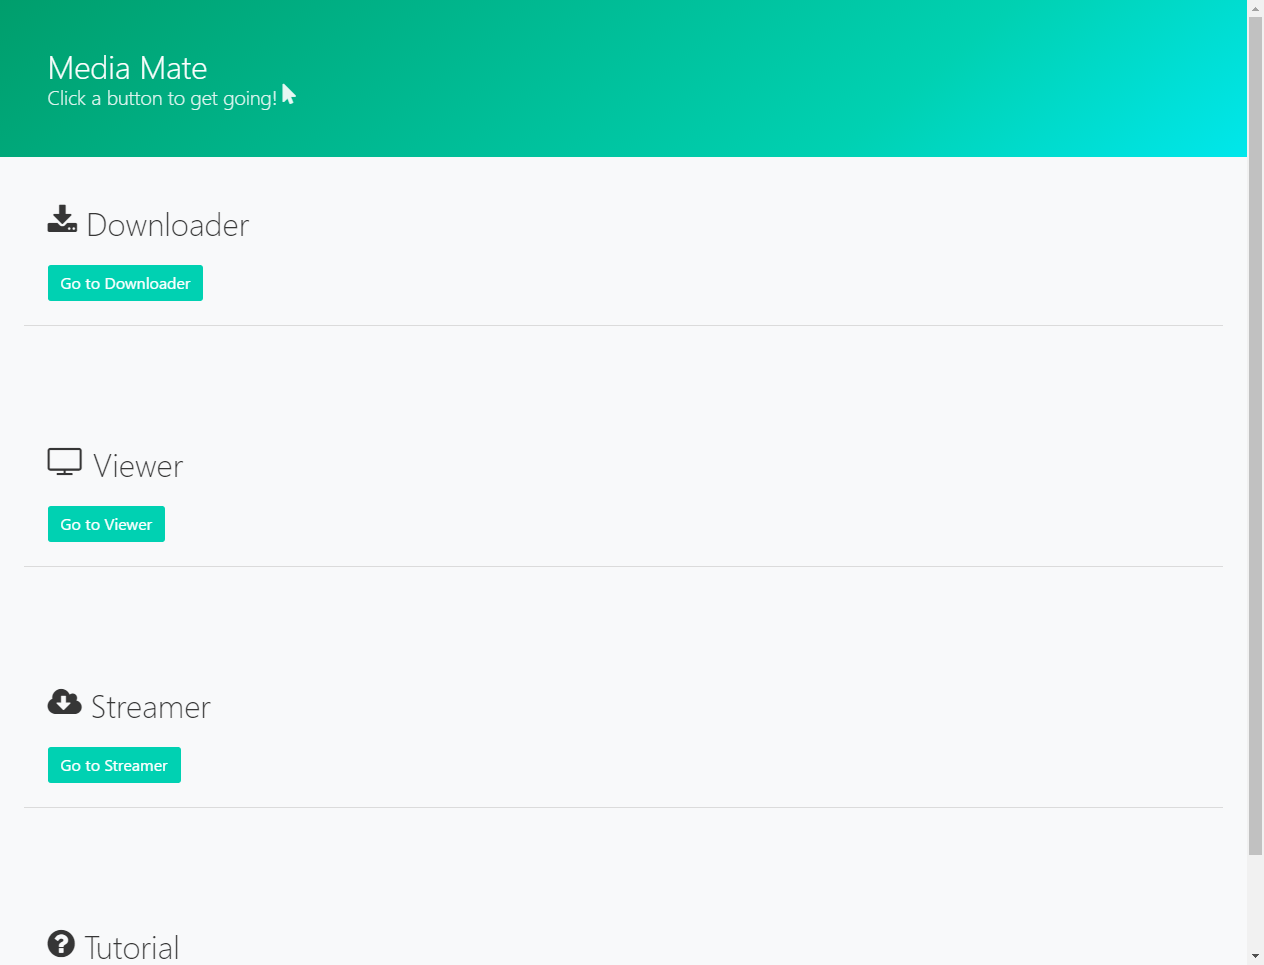 Media Mate
Click a button to get going!
Downloader
Go to Downloader
Viewer
Go to Viewer
Streamer
Go to Streamer
Tutorial